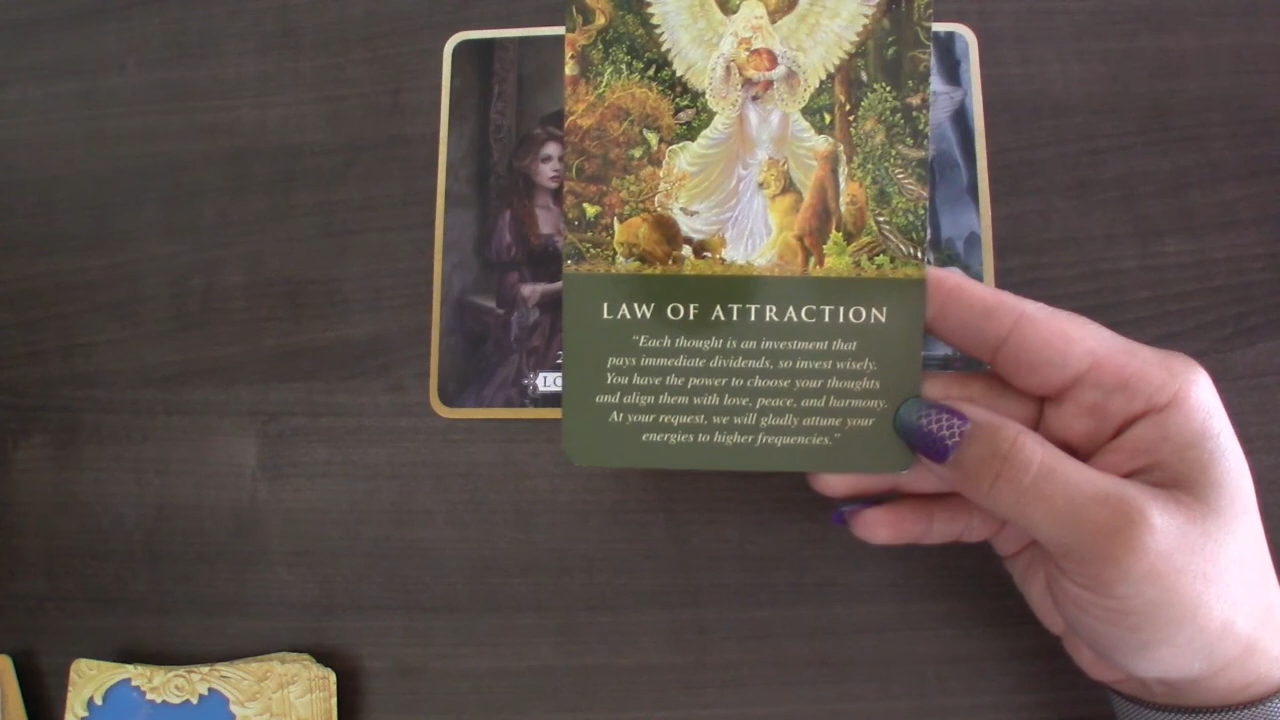 LAW OF ATTRACTION
"Each thought is an investment that
pays immediate dividends, so invest wisely.
You have the power to choose your thoughts
and align them with love, peace, and harmony.
At your request, we will gladly attune your
energies to higher frequencies."
2
LO